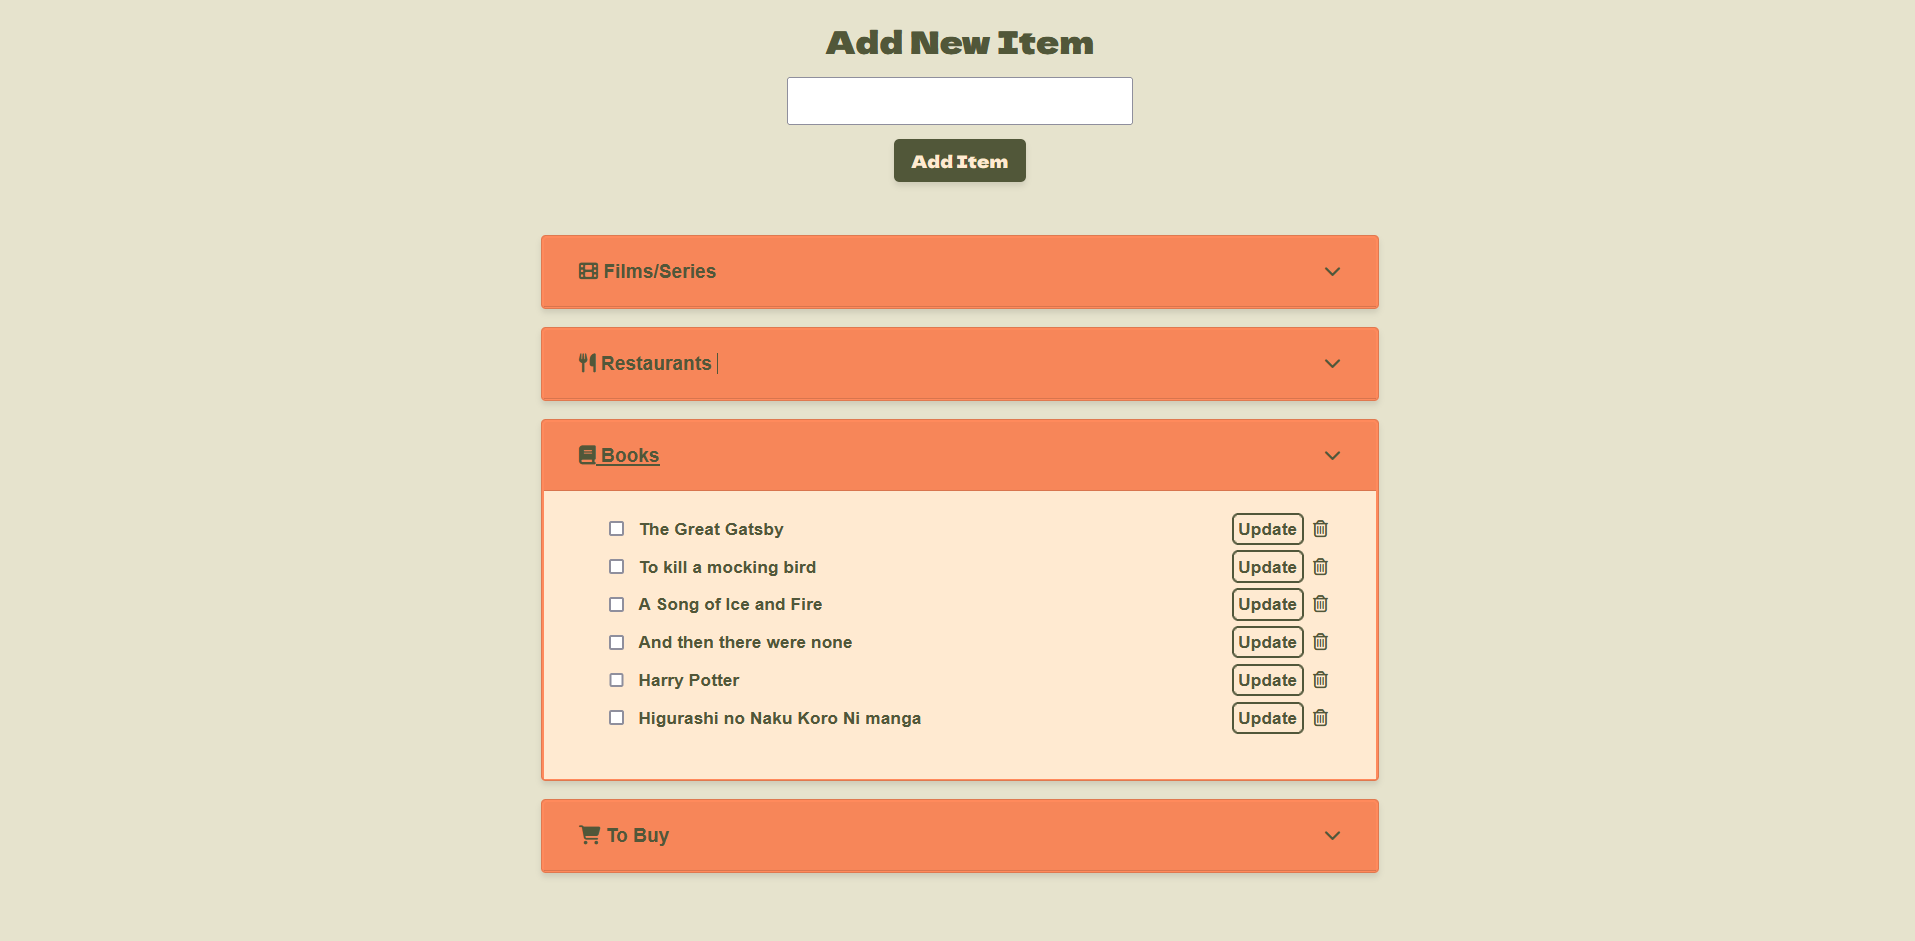 Add New Item
Add Item
Films/Series
Restaurants
Books
The Great Gatsby Update
To kill a mocking bird Update
A Song of Ice and Fire Update
And then there were none Update
Harry Potter Update
Higurashi no Naku Koro Ni manga Update
To Buy